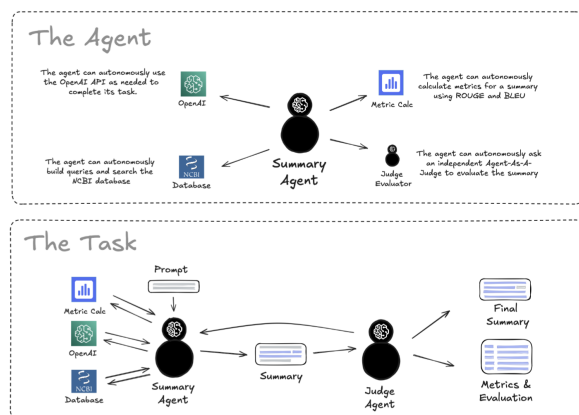 The Agent
The agent can autonomously use
the OpenAI API as needed to
complete its task.
OpenAI
Metric Calc
The agent can autonomously
calculate metrics for a summary
using ROUGE and BLEU
The agent can autonomously
build queries and search the
NCBI database
NCBI
Database
Summary
Agent
Judge
Evaluator
The agent can autonomously ask
an independent Agent-As-A-
Judge to evaluate the summary
The Task
Prompt
Metric Calc
OpenAI
NCBI
Database
Summary
Agent
Summary
Judge
Agent
Final
Summary
Metrics &
Evaluation